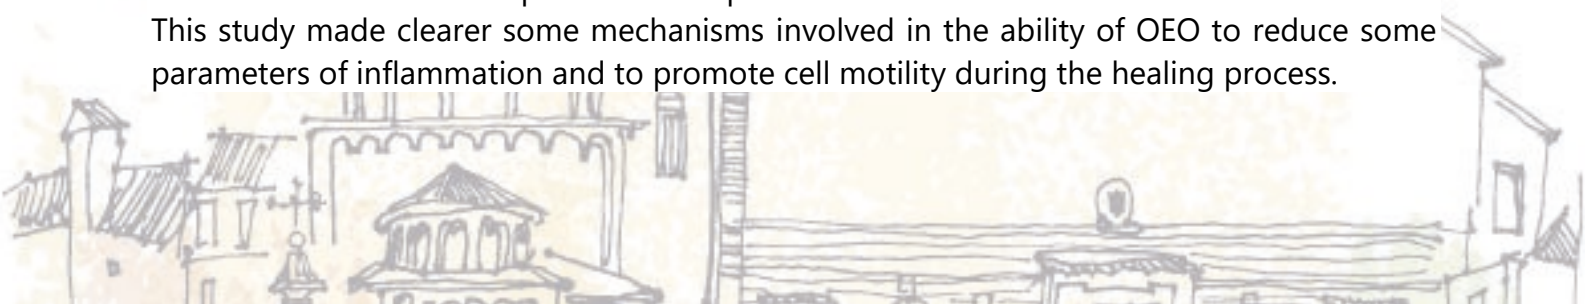 This study made clearer some mechanisms involved in the ability of OEO to reduce some
parameters of inflammation and to promote cell motility during the healing process.